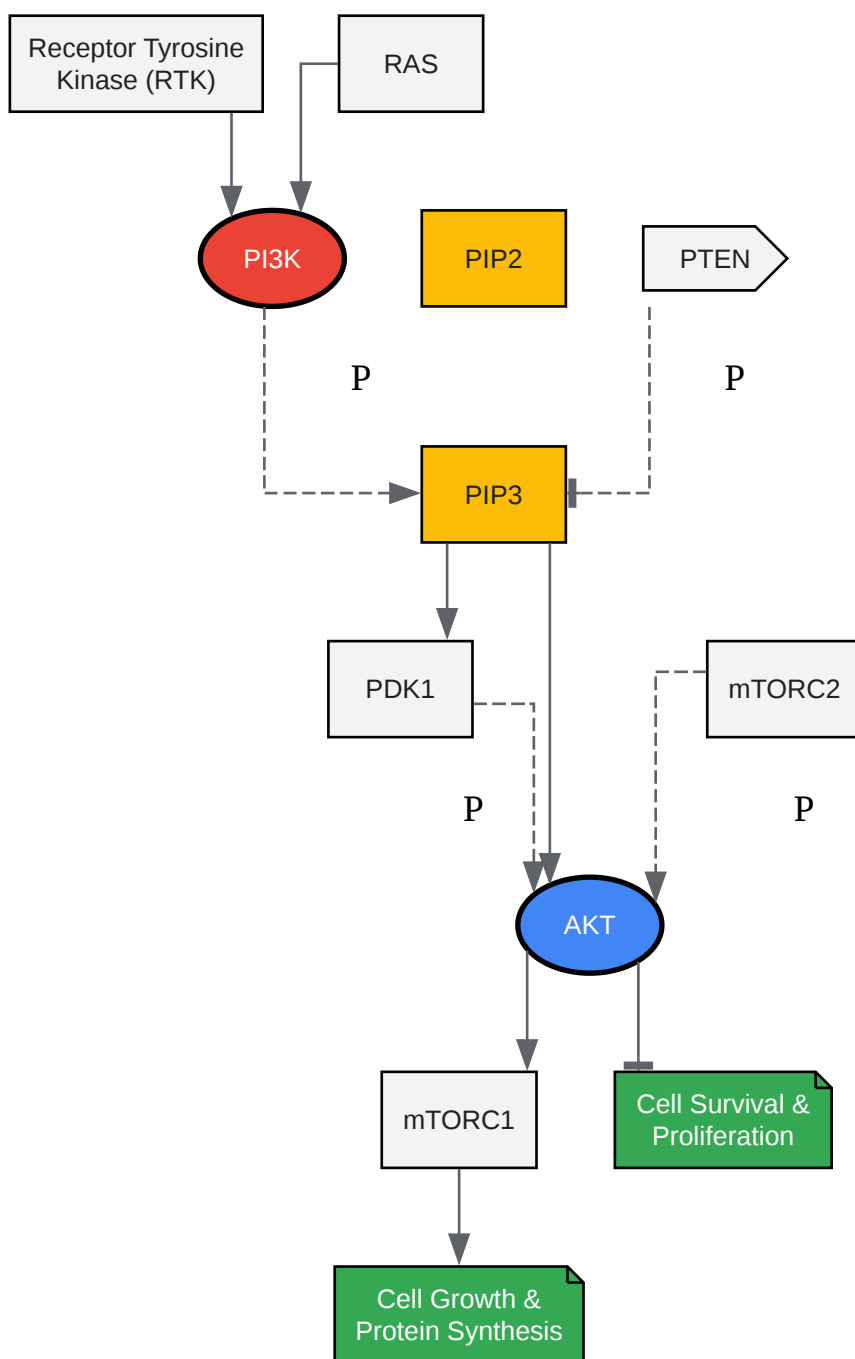 Receptor Tyrosine
Kinase (RTK)
RAS
PI3K
PIP2
PTEN
P
P
PIP3
PDK1
mTORC2
P
P
AKT
mTORC1
Cell Survival &
Proliferation
Cell Growth &
Protein Synthesis